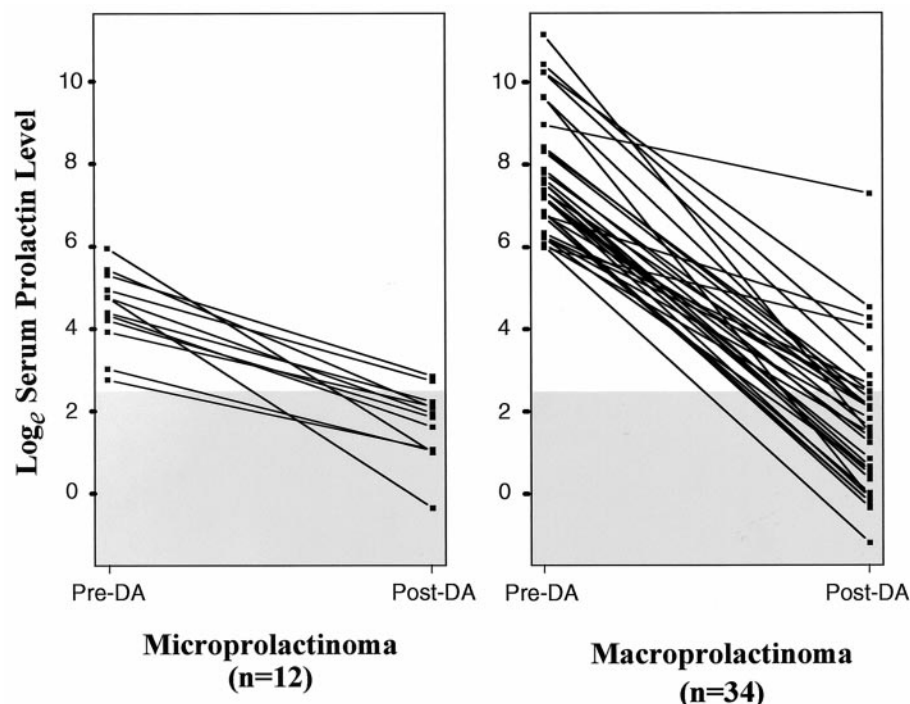 Log_e Serum Prolactin Level
10
8
6
4
2
0
Pre-DA
Post-DA
Microprolactinoma
(n=12)
10
8
6
4
2
0
Pre-DA
Post-DA
Macroprolactinoma
(n=34)